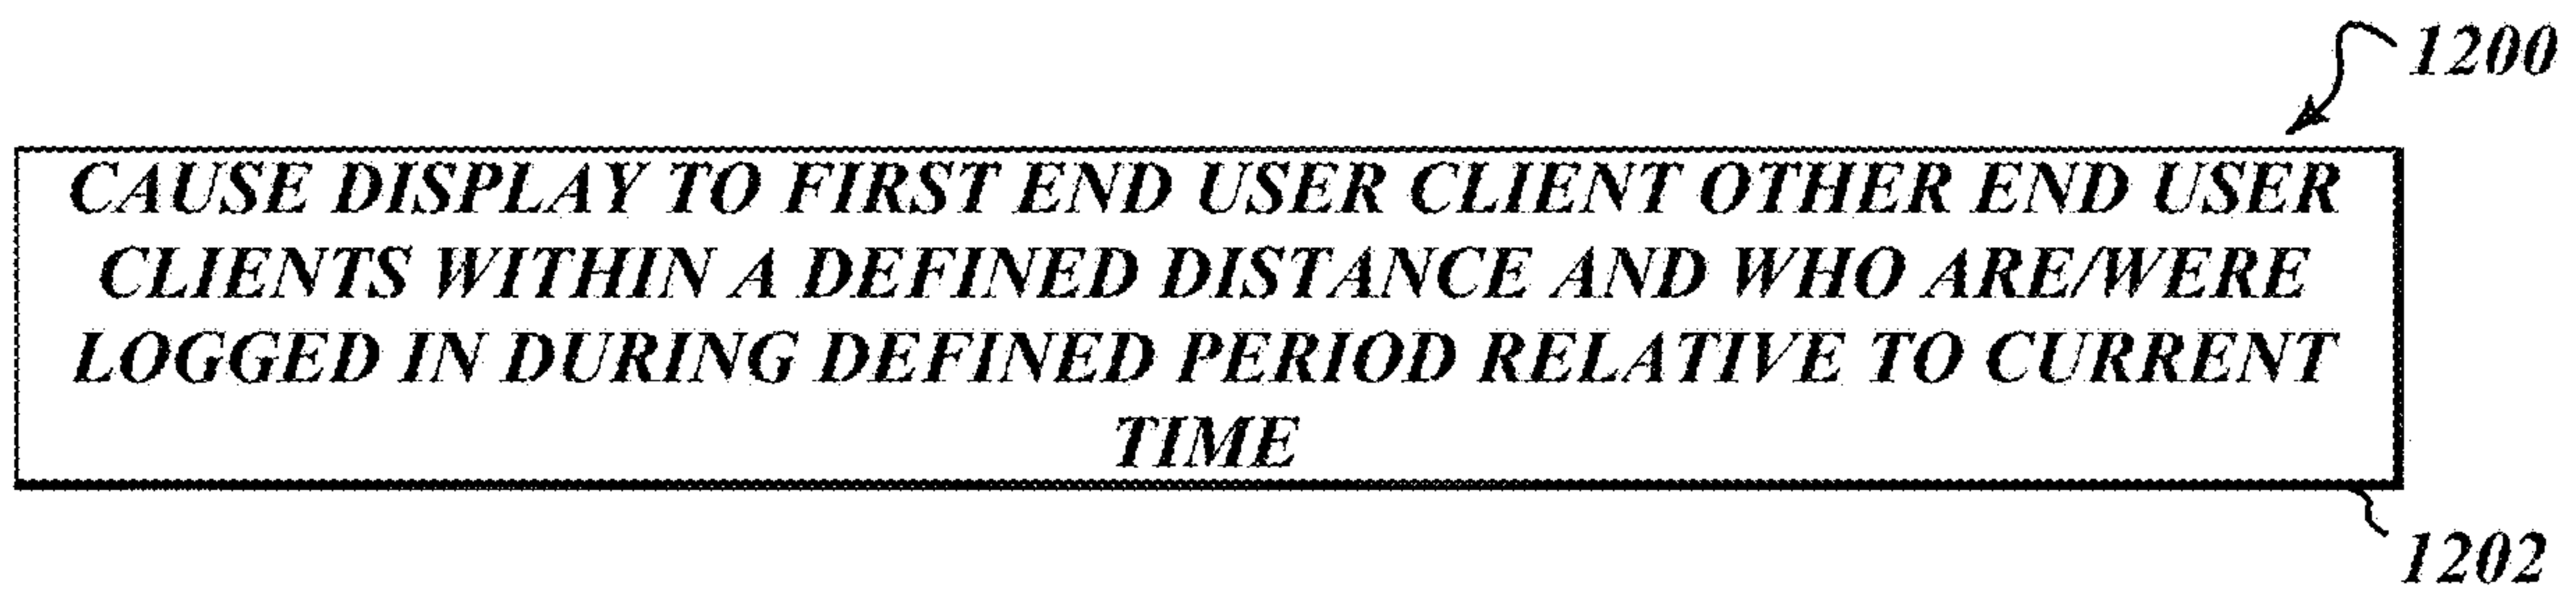 1200
CAUSE DISPLAY TO FIRST END USER CLIENT OTHER END USER
CLIENTS WITHIN A DEFINED DISTANCE AND WHO ARE/WERE
LOGGED IN DURING DEFINED PERIOD RELATIVE TO CURRENT
TIME
1202